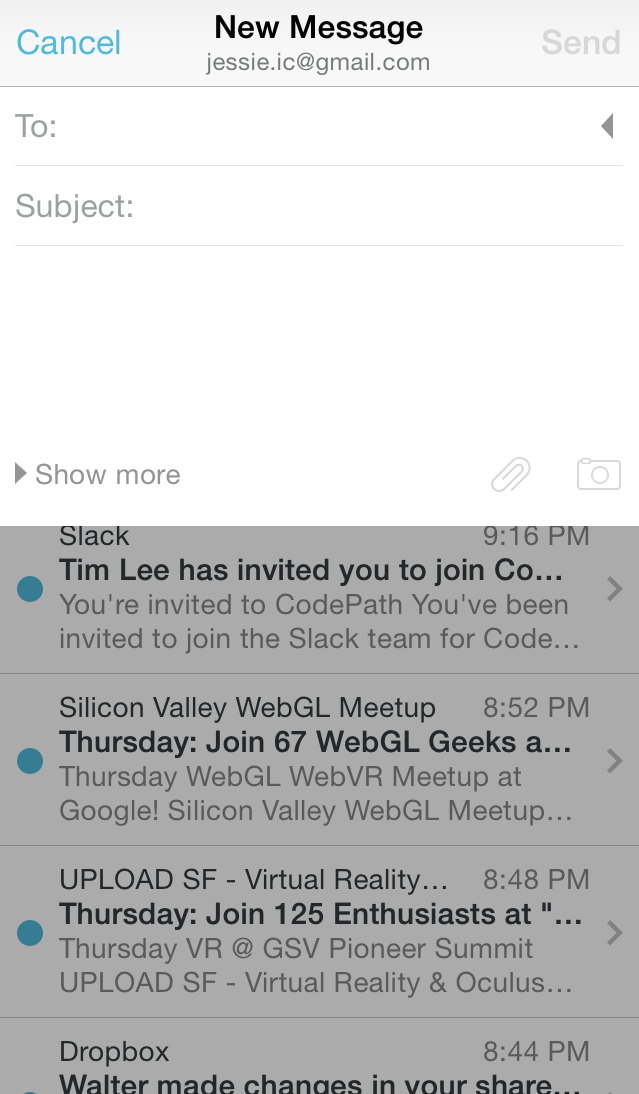 Cancel New Message Send
jessie.ic@gmail.com
To:
Subject:
Show more
Slack 9:16 PM
Tim Lee has invited you to join Co...
You're invited to CodePath You've been
invited to join the Slack team for Code...
Silicon Valley WebGL Meetup 8:52 PM
Thursday: Join 67 WebGL Geeks a...
Thursday WebGL WebVR Meetup at
Google! Silicon Valley WebGL Meetup...
UPLOAD SF - Virtual Reality... 8:48 PM
Thursday: Join 125 Enthusiasts at "...
Thursday VR @ GSV Pioneer Summit
UPLOAD SF - Virtual Reality & Oculus...
Dropbox 8:44 PM
Walter made changes in your share...